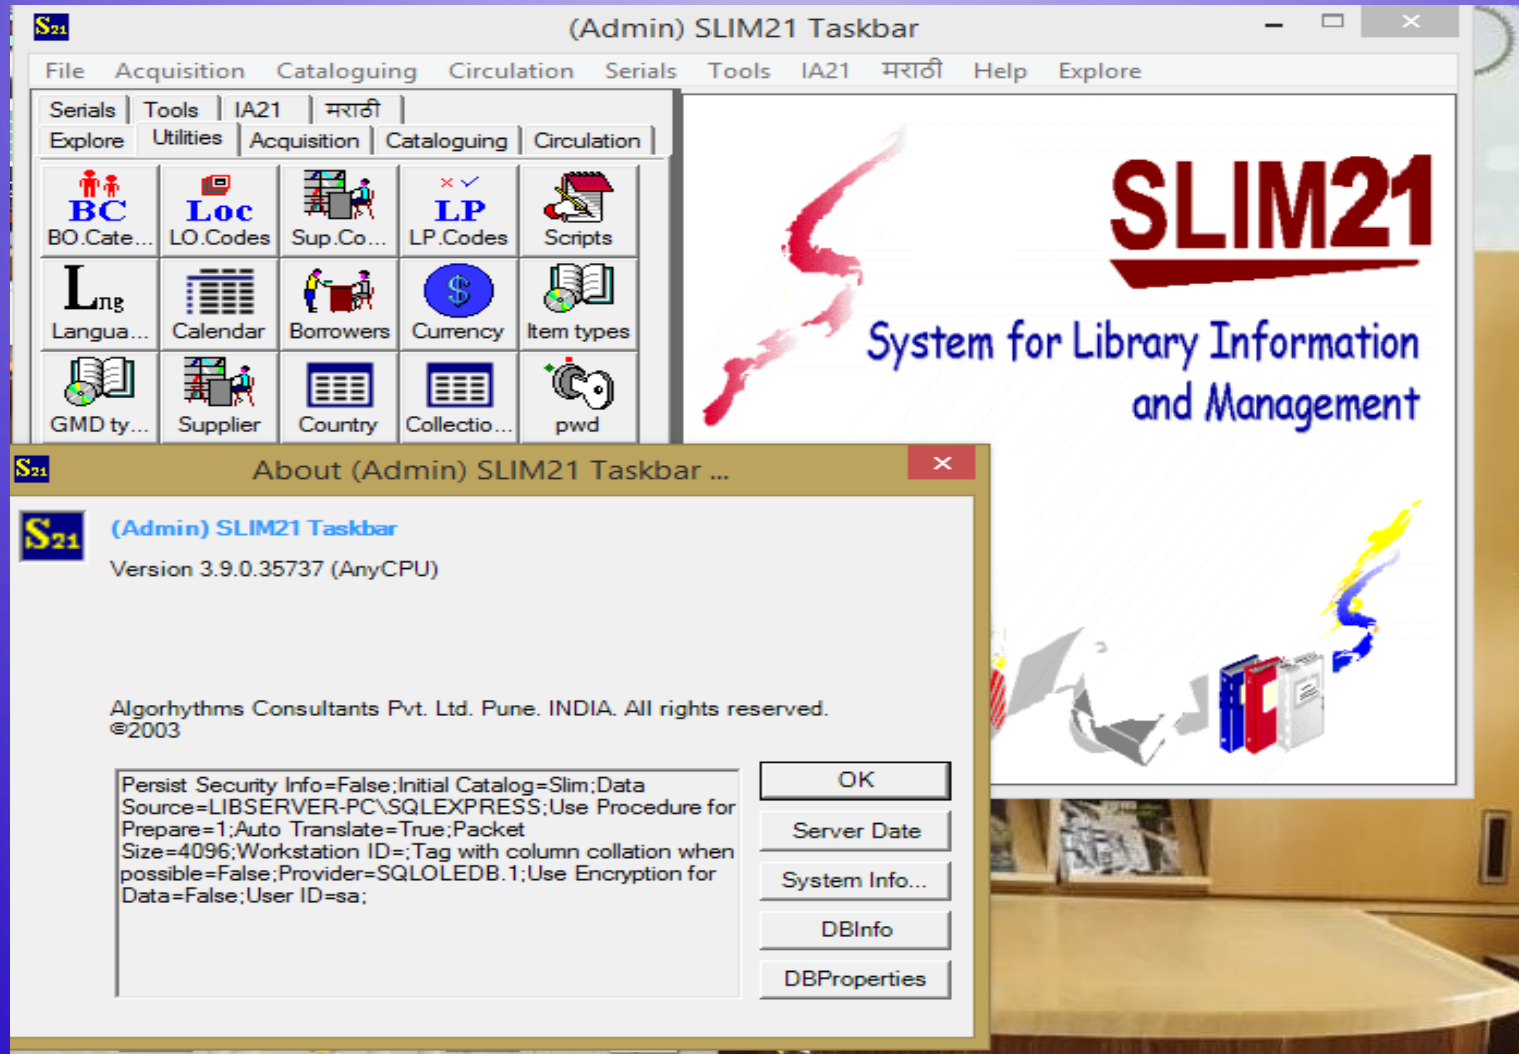 S21
(Admin) SLIM21 Taskbar
File Acquisition Cataloguing Circulation Serials Tools IA21 मराठी Help Explore
Serials Tools IA21 मराठी
Explore Utilities Acquisition Cataloguing Circulation
BC Loc LP
BO.Cate... LO.Codes Sup.Co... LP.Codes Scripts
Lng $
Langua... Calendar Borrowers Currency Item types
GMD ty... Supplier Country Collectio... pwd
SLIM21
System for Library Information
and Management
S21
About (Admin) SLIM21 Taskbar ...
S21
(Admin) SLIM21 Taskbar
Version 3.9.0.35737 (AnyCPU)
Algorhythms Consultants Pvt. Ltd. Pune. INDIA. All rights reserved.
©2003
Persist Security Info=False;Initial Catalog=Slim;Data
Source=LIBSERVER-PC\SQLEXPRESS;Use Procedure for
Prepare=1;Auto Translate=True;Packet
Size=4096;Workstation ID=;Tag with column collation when
possible=False;Provider=SQLOLEDB.1;Use Encryption for
Data=False;User ID=sa;
OK
Server Date
System Info...
DBInfo
DBProperties